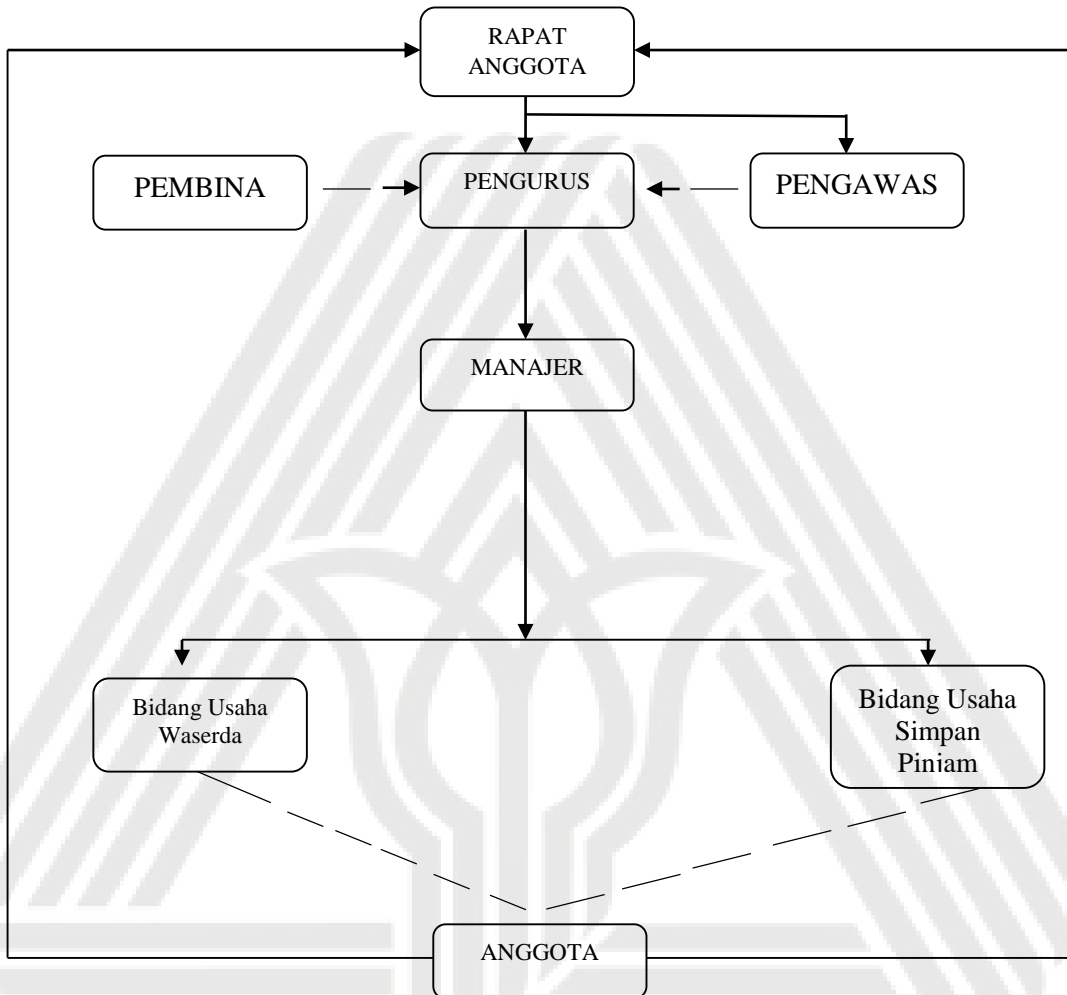 RAPAT
ANGGOTA
PEMBINA
PENGURUS
PENGAWAS
MANAJER
Bidang Usaha
Waserda
Bidang Usaha
Simpan
Piniam
ANGGOTA